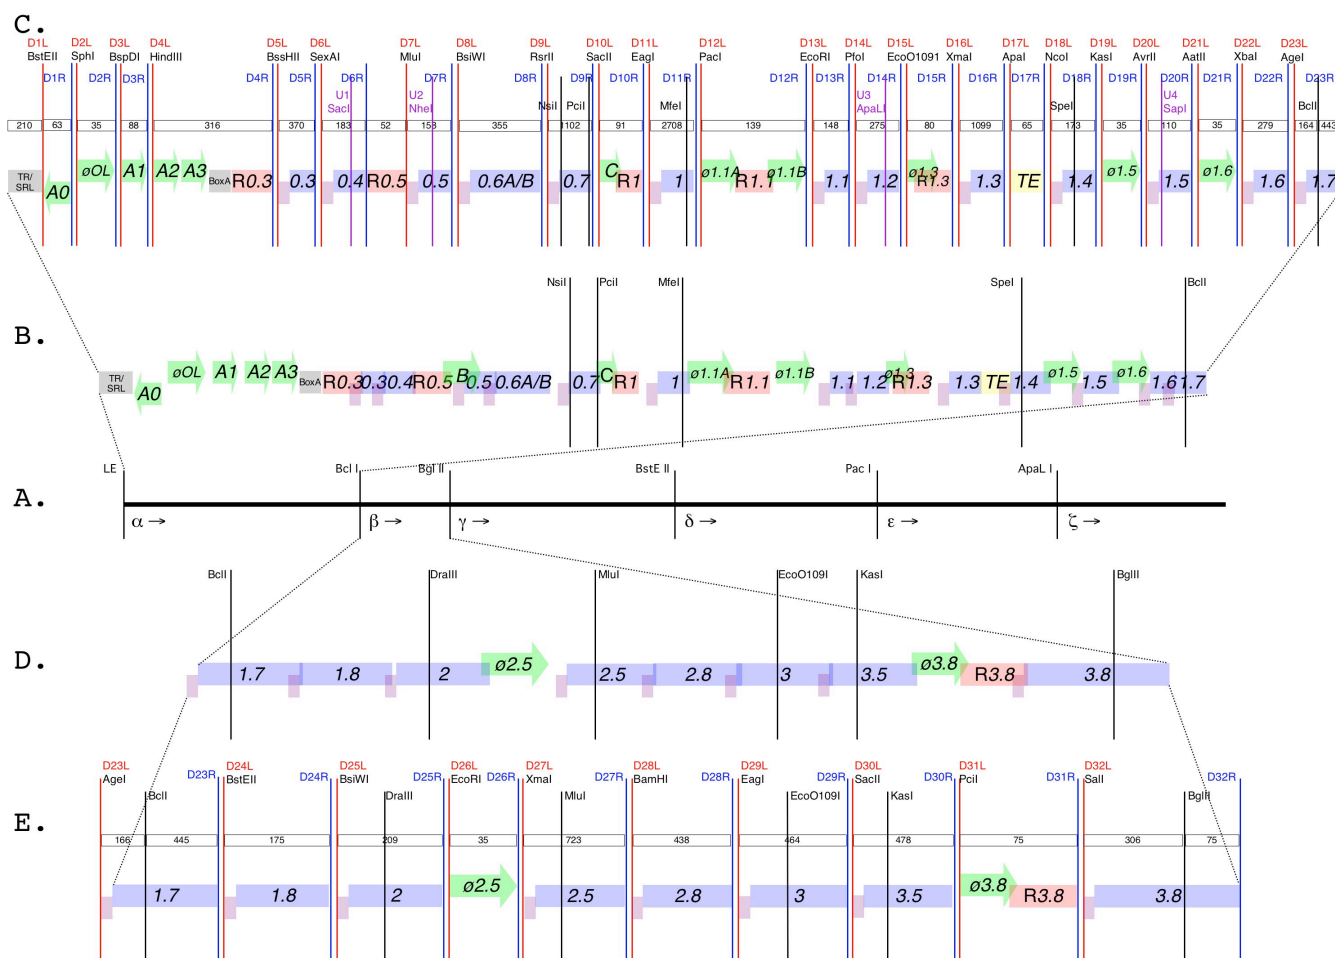 C.
D1L D2L D3L D4L D5L D6L D7L D8L D9L D10L D11L D12L D13L D14L D15L D16L D17L D18L D19L D20L D21L D22L D23L
BstEII SphI BspDI HindIII BssHII SexAI MluI BsiWI RsrII SacII EagI PacI EcoRI PfoI EcoO1091 XmaI ApaI NcoI KasI AvrII AatII XbaI AgeI
D1R D2R D3R D4R D5R D6R D7R D8R D9R D10R D11R D12R D13R D14R D15R D16R D17R D18R D19R D20R D21R D22R D23R
U1 U2 U3 U4
SacI NheI NsiI PciI MfeI ApaLI SpeI SapI BclI
210 63 35 88 316 370 183 52 153 355 1102 91 2708 139 148 275 80 1099 65 173 35 110 35 279 164 443
TR/ SRL A0 øOL A1 A2 A3 BoxA R0.3 0.3 0.4 R0.5 0.5 0.6A/B 0.7 C R1 1 ø1.1A R1.1 ø1.1B 1.1 1.2 ø1.3 R1.3 1.3 TE 1.4 ø1.5 1.5 ø1.6 1.6 1.7
NsiI PciI MfeI SpeI BclI
B.
TR/ SRL A0 øOL A1 A2 A3 BoxA R0.3 0.3 0.4 R0.5 B 0.5 0.6A/B 0.7 C R1 1 ø1.1A R1.1 ø1.1B 1.1 1.2 ø1.3 R1.3 1.3 TE 1.4 ø1.5 1.5 ø1.6 1.6 1.7
LE Bcl I Bgl II BstE II Pac I ApaL I
A.
α → β → γ → δ → ε → ζ →
BclI DraIII MluI EcoO109I KasI BglII
D.
1.7 1.8 2 ø2.5 2.5 2.8 3 3.5 ø3.8 R3.8 3.8
D23L D24L D25L D26L D27L D28L D29L D30L D31L D32L
AgeI D23R BstEII D24R BsiWI D25R EcoRI D26R XmaI D27R BamHI D28R EagI D29R SacII D30R PciI D31R SalI D32R
BclI DraIII MluI EcoO109I KasI BglII
E.
166 445 175 209 35 723 438 464 478 75 306 75
1.7 1.8 2 ø2.5 2.5 2.8 3 3.5 ø3.8 R3.8 3.8